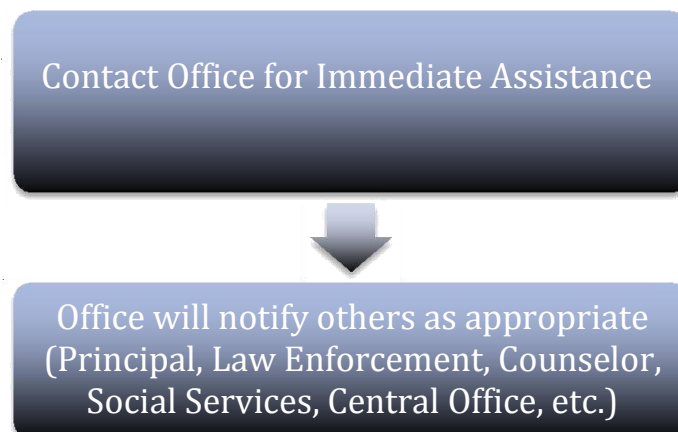 Contact Office for Immediate Assistance
Office will notify others as appropriate
(Principal, Law Enforcement, Counselor,
Social Services, Central Office, etc.)